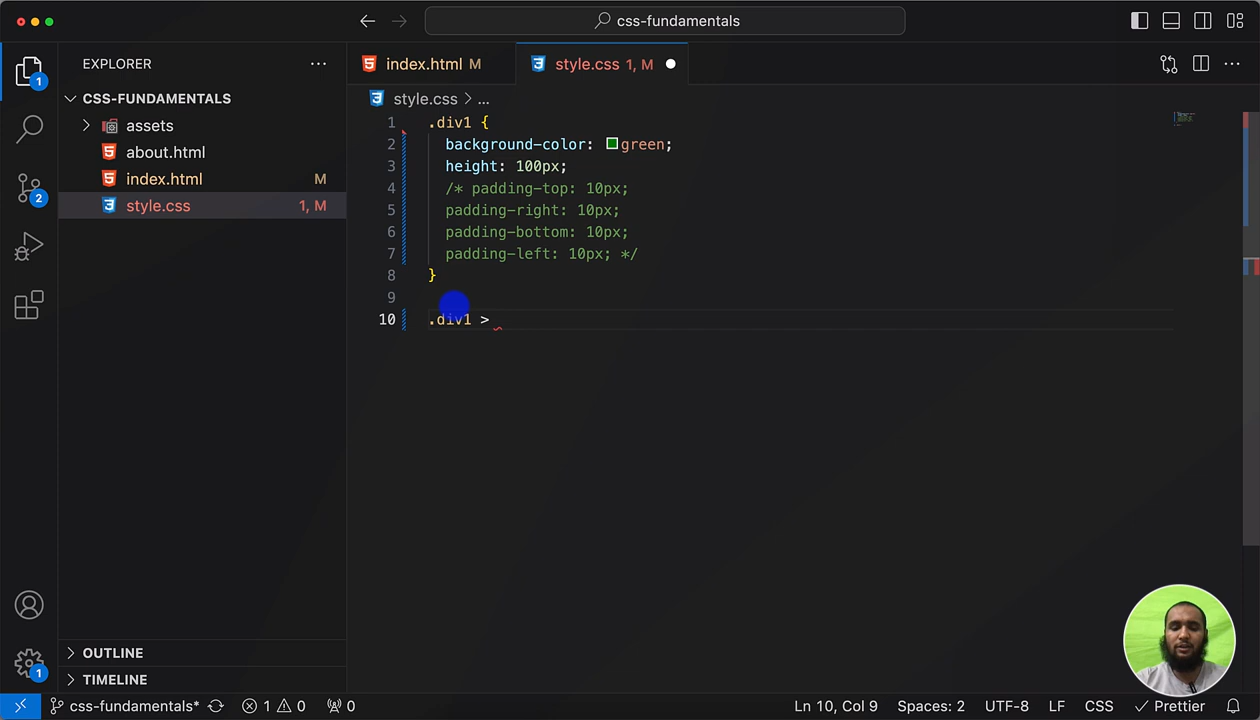 css-fundamentals
EXPLORER
index.html M
style.css 1, M
CSS-FUNDAMENTALS
style.css > ...
assets
about.html
index.html M
style.css 1, M
1 .div1 {
2 background-color: green;
3 height: 100px;
4 /* padding-top: 10px;
5 padding-right: 10px;
6 padding-bottom: 10px;
7 padding-left: 10px; */
8 }
9
10 .div1 >
1
2
1
OUTLINE
TIMELINE
css-fundamentals* 1 0 0 Ln 10, Col 9 Spaces: 2 UTF-8 LF CSS Prettier